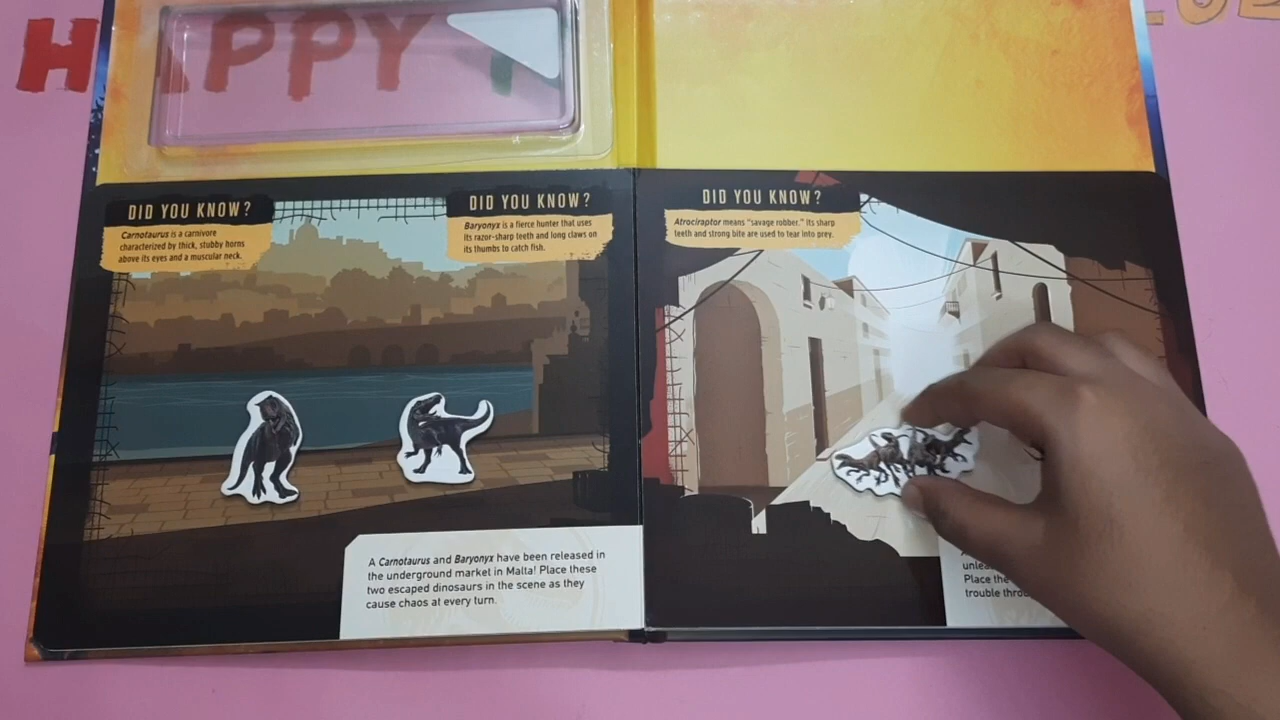 HAPPY
DID YOU KNOW?
Carnotaurus is a carnivore
characterized by thick, stubby horns
above its eyes and a muscular neck.
DID YOU KNOW?
Baryonyx is a fierce hunter that uses
its razor-sharp teeth and long claws on
its thumbs to catch fish.
A Carnotaurus and Baryonyx have been released in
the underground market in Malta! Place these
two escaped dinosaurs in the scene as they
cause chaos at every turn.
DID YOU KNOW?
Atrociraptor means "savage robber." Its sharp
teeth and strong bite are used to tear into prey.
Place the
trouble